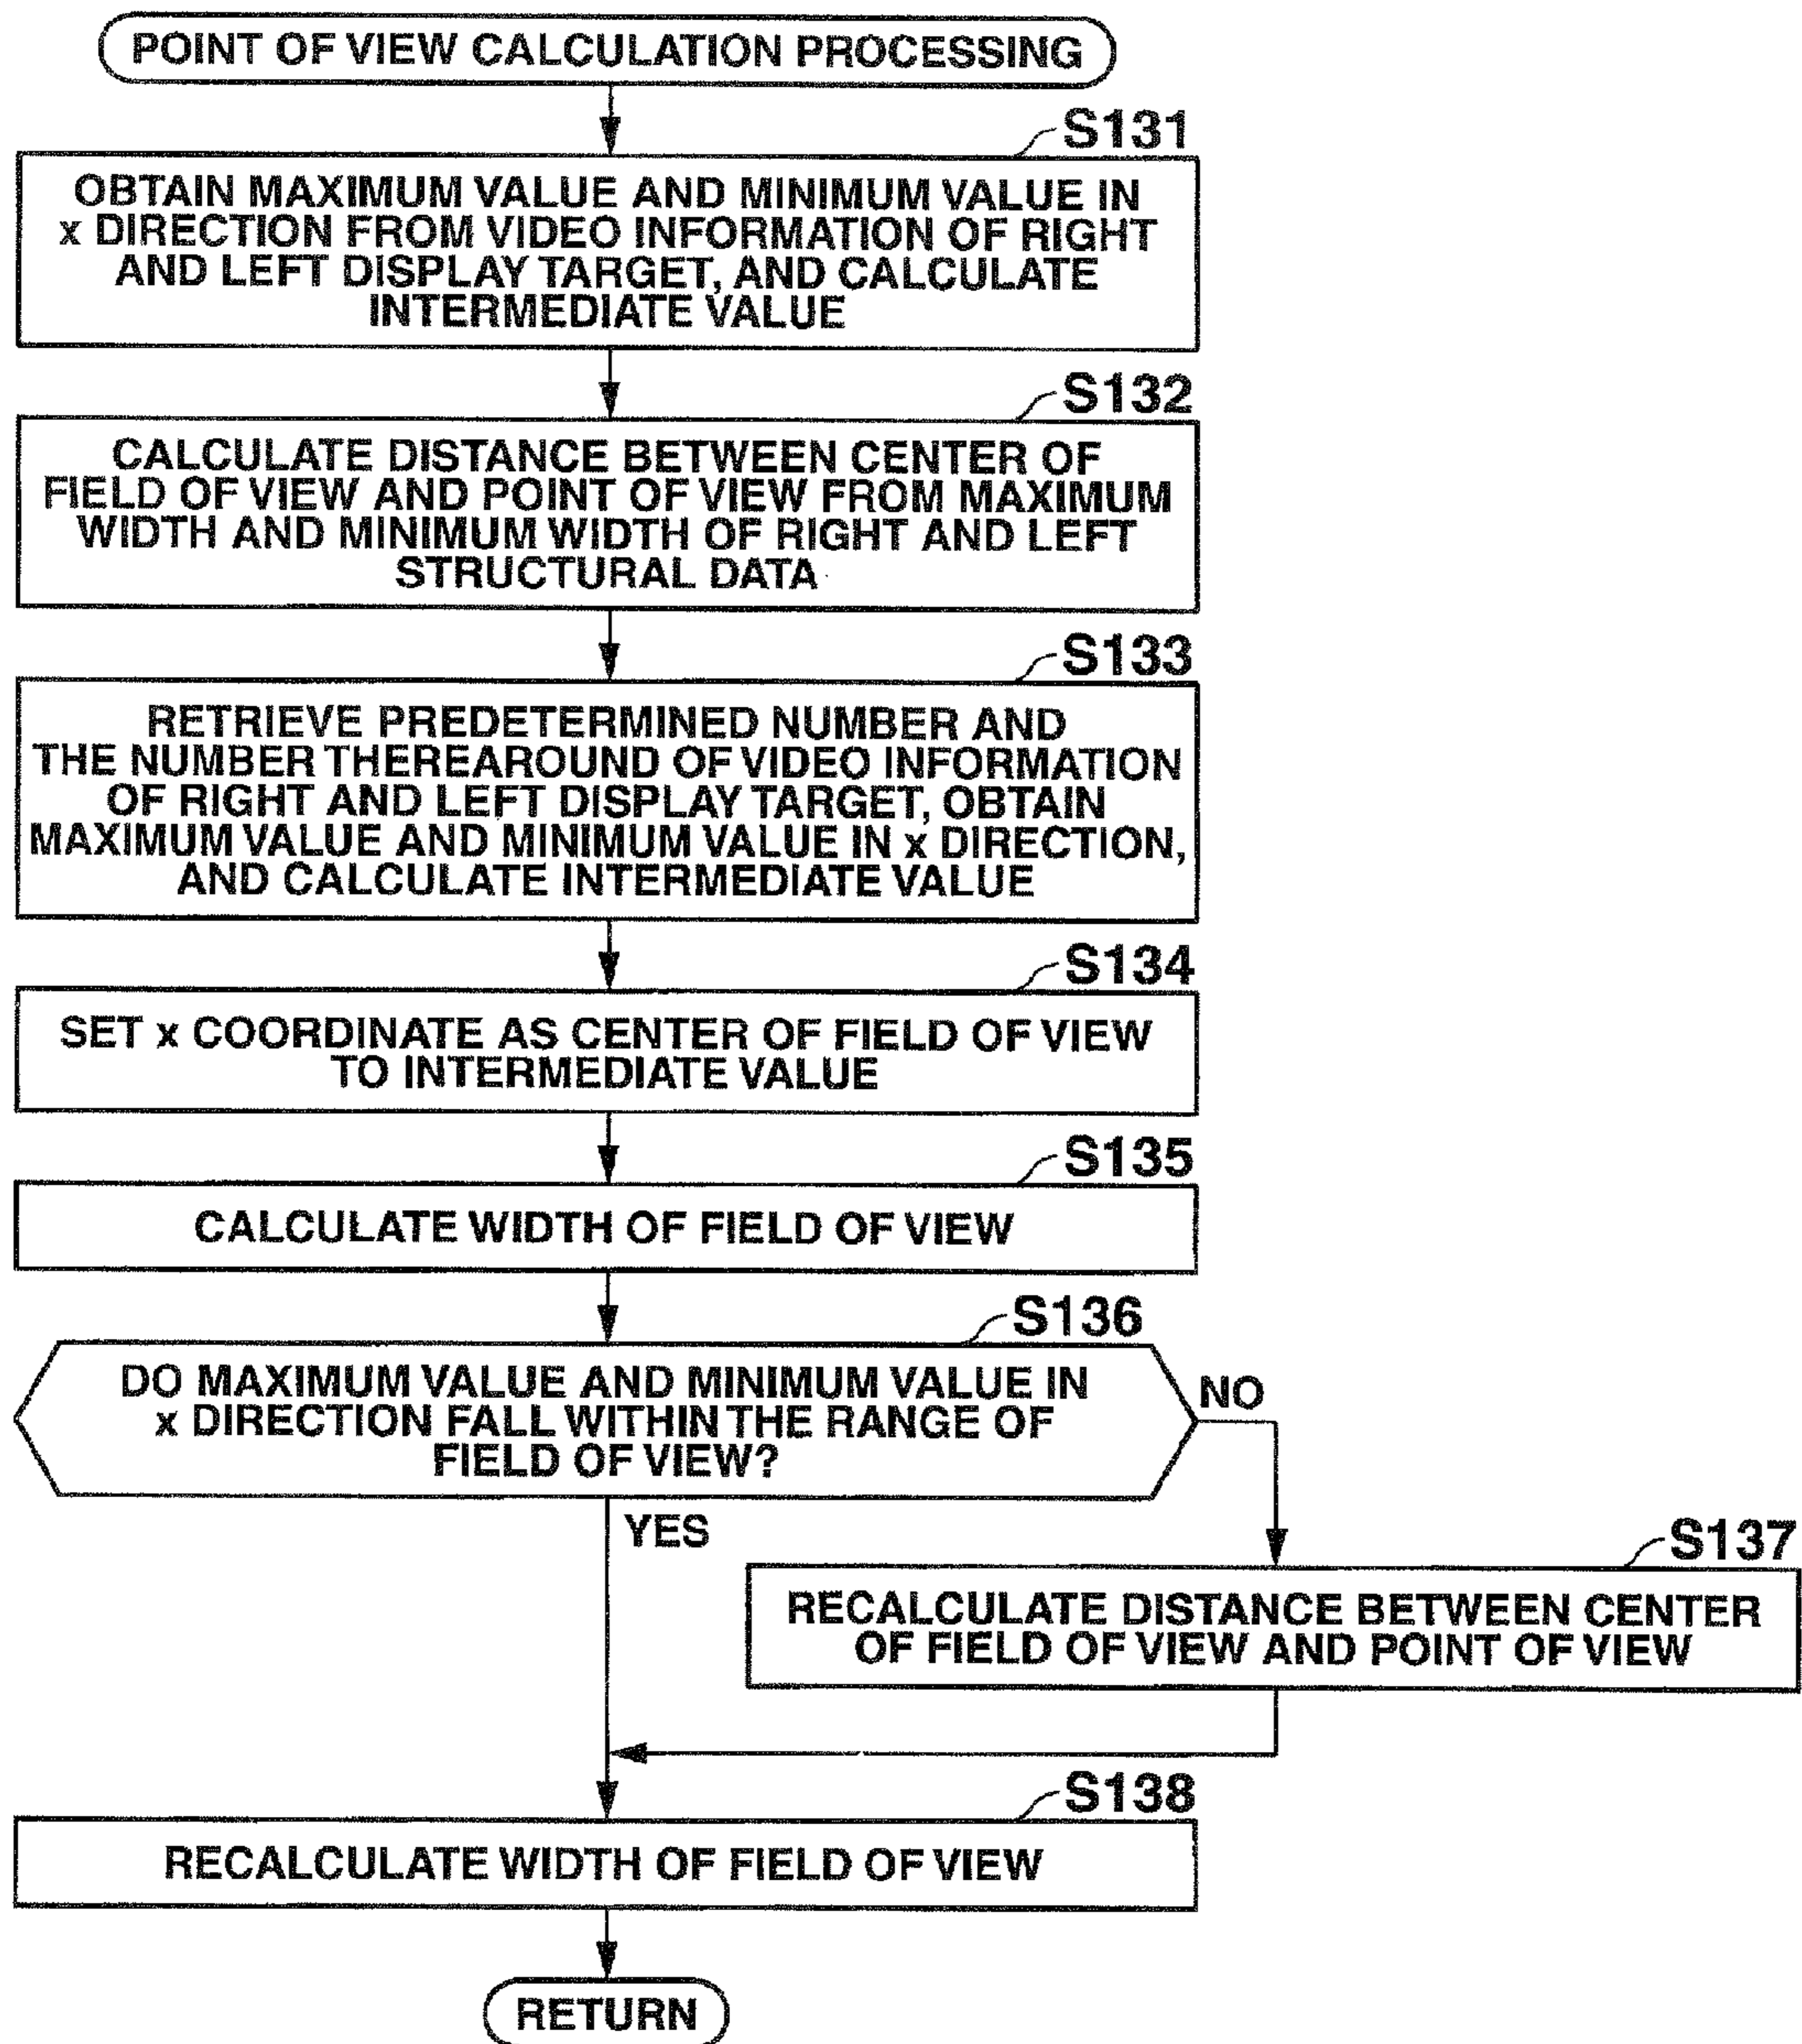 POINT OF VIEW CALCULATION PROCESSING
S131
OBTAIN MAXIMUM VALUE AND MINIMUM VALUE IN
x DIRECTION FROM VIDEO INFORMATION OF RIGHT
AND LEFT DISPLAY TARGET, AND CALCULATE
INTERMEDIATE VALUE
S132
CALCULATE DISTANCE BETWEEN CENTER OF
FIELD OF VIEW AND POINT OF VIEW FROM MAXIMUM
WIDTH AND MINIMUM WIDTH OF RIGHT AND LEFT
STRUCTURAL DATA
S133
RETRIEVE PREDETERMINED NUMBER AND
THE NUMBER THEREAROUND OF VIDEO INFORMATION
OF RIGHT AND LEFT DISPLAY TARGET, OBTAIN
MAXIMUM VALUE AND MINIMUM VALUE IN x DIRECTION,
AND CALCULATE INTERMEDIATE VALUE
S134
SET x COORDINATE AS CENTER OF FIELD OF VIEW
TO INTERMEDIATE VALUE
S135
CALCULATE WIDTH OF FIELD OF VIEW
S136
DO MAXIMUM VALUE AND MINIMUM VALUE IN
x DIRECTION FALL WITHIN THE RANGE OF
FIELD OF VIEW?
NO
YES
S137
RECALCULATE DISTANCE BETWEEN CENTER
OF FIELD OF VIEW AND POINT OF VIEW
S138
RECALCULATE WIDTH OF FIELD OF VIEW
RETURN